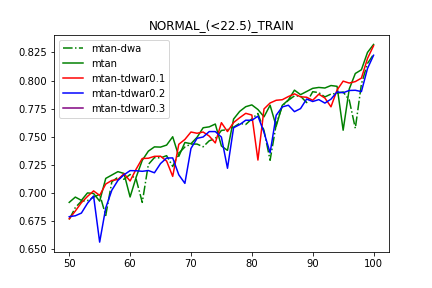 NORMAL_(<22.5)_TRAIN
mtan-dwa
mtan
mtan-tdwar0.1
mtan-tdwar0.2
mtan-tdwar0.3
0.825
0.800
0.775
0.750
0.725
0.700
0.675
0.650
50 60 70 80 90 100